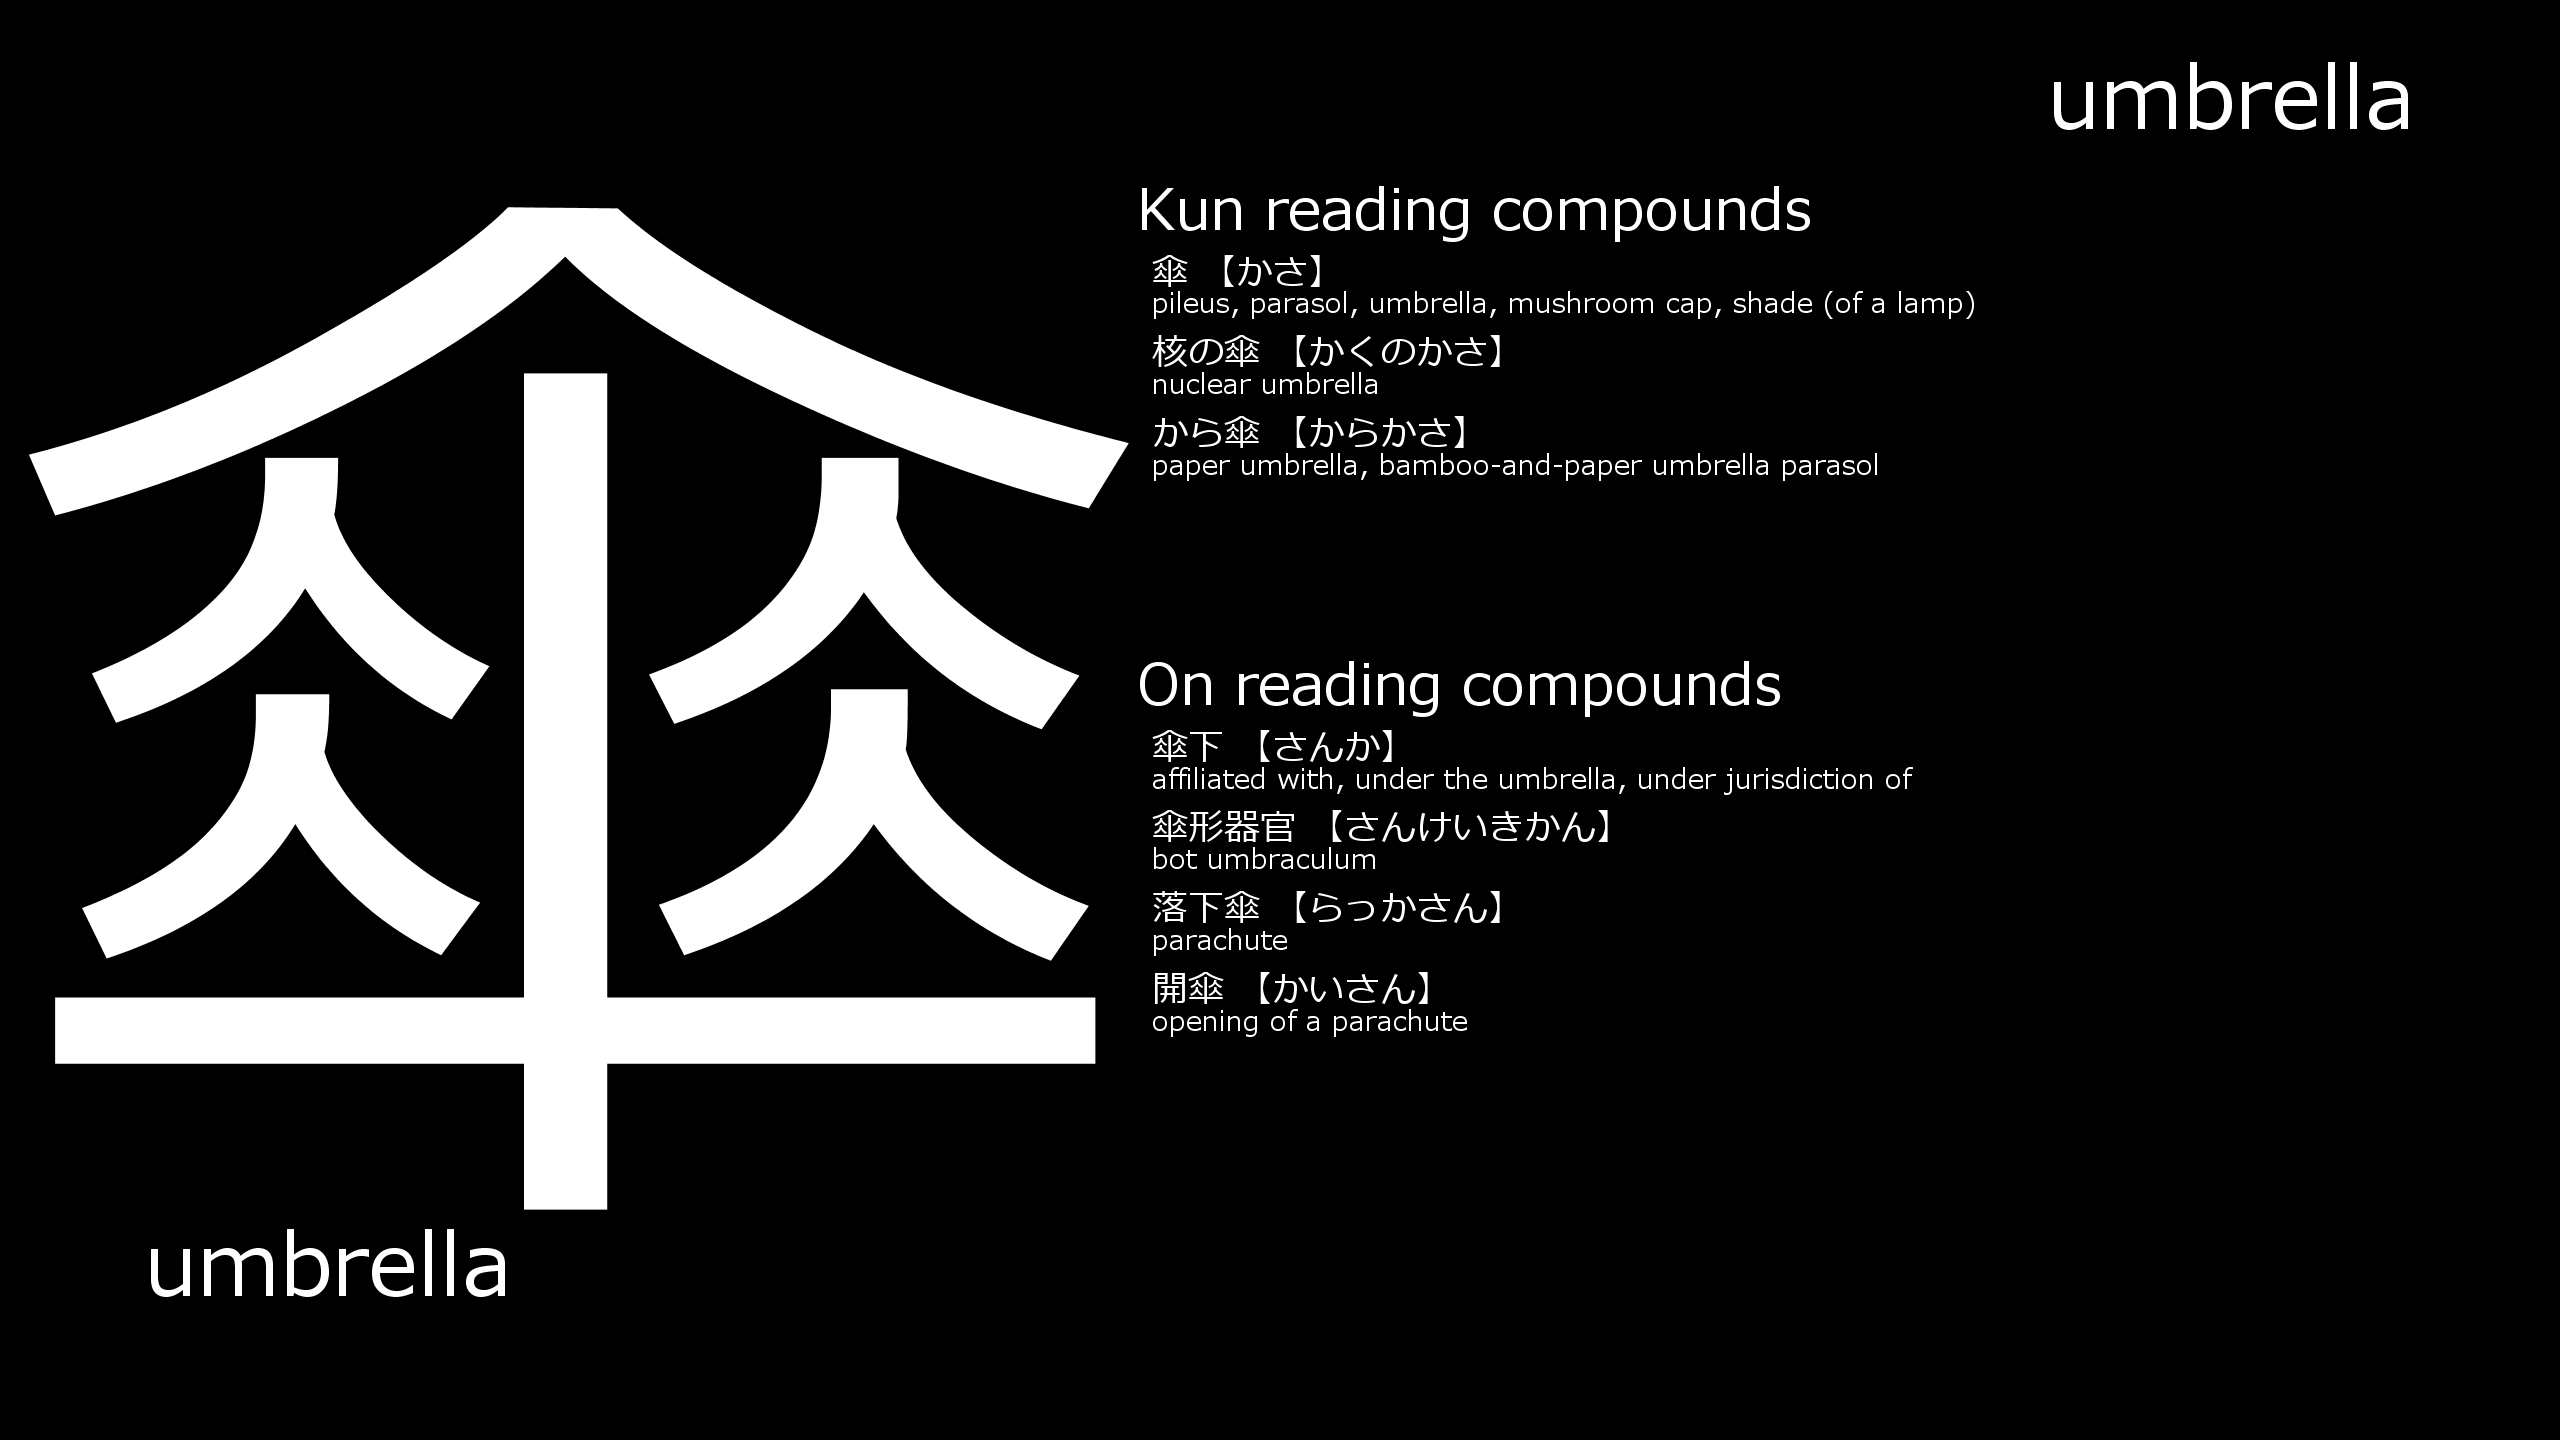 umbrella
傘
umbrella
Kun reading compounds
傘 【かさ】
pileus, parasol, umbrella, mushroom cap, shade (of a lamp)
核の傘 【かくのかさ】
nuclear umbrella
から傘 【からかさ】
paper umbrella, bamboo-and-paper umbrella parasol
On reading compounds
傘下 【さんか】
affiliated with, under the umbrella, under jurisdiction of
傘形器官 【さんけいきかん】
bot umbraculum
落下傘 【らっかさん】
parachute
開傘 【かいさん】
opening of a parachute